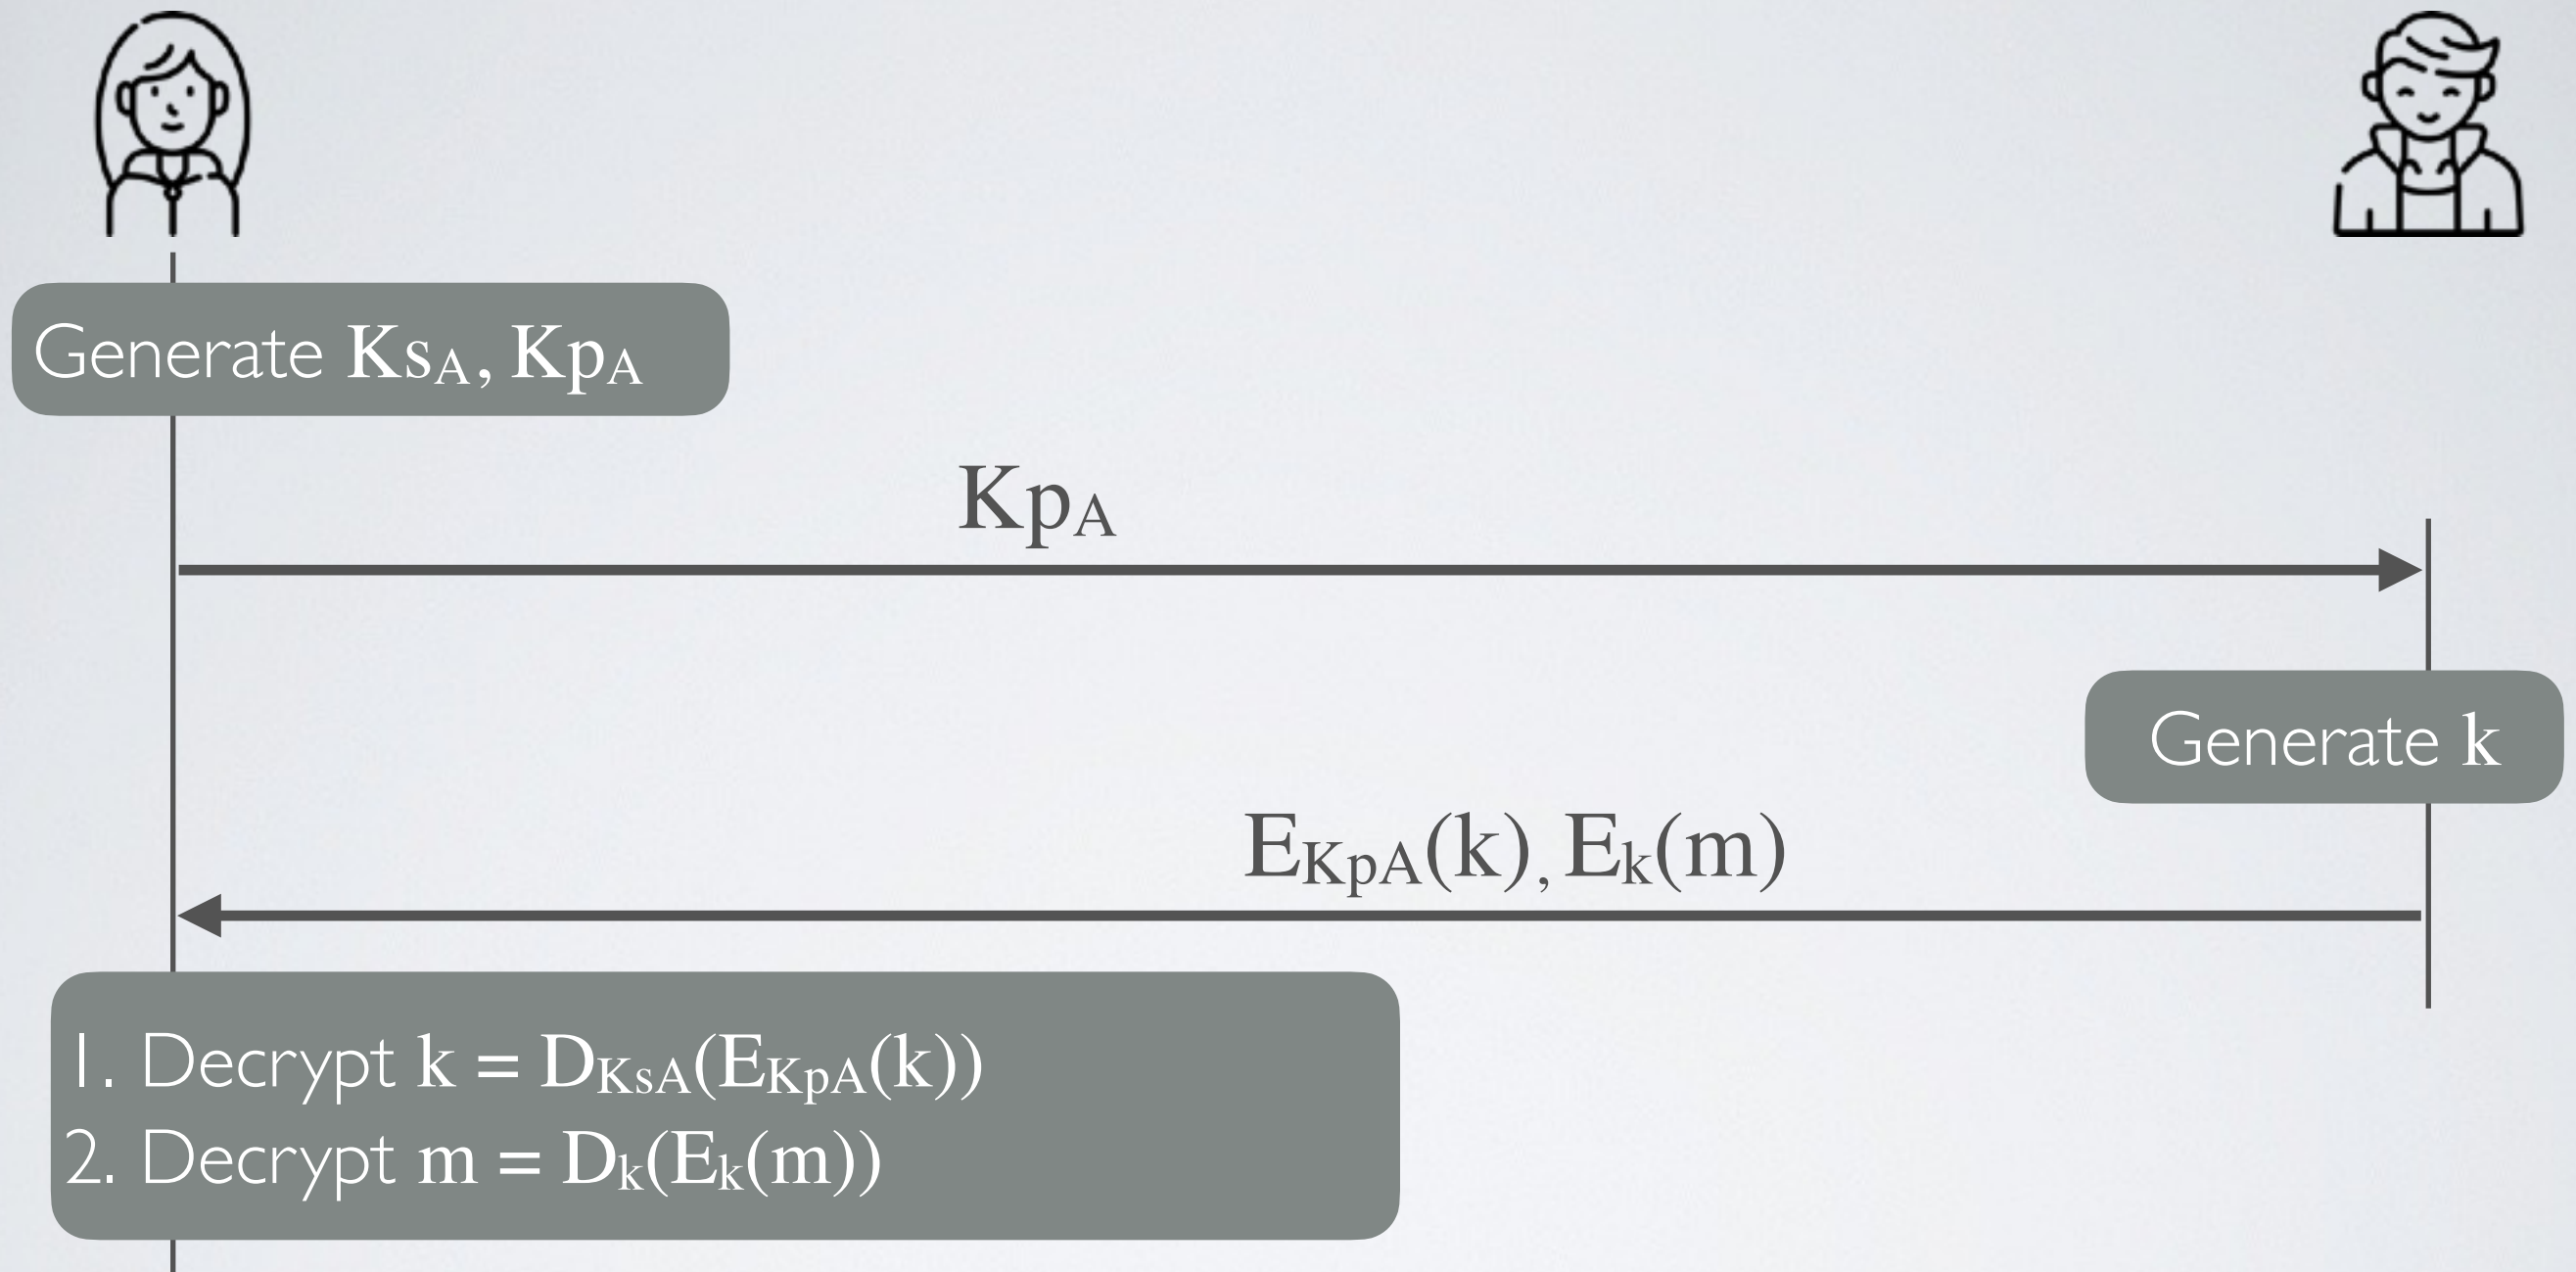 Generate KsA, KpA
KpA
Generate k
EKpA(k), Ek(m)
1. Decrypt k = DKsA(EKpA(k))
2. Decrypt m = Dk(Ek(m))